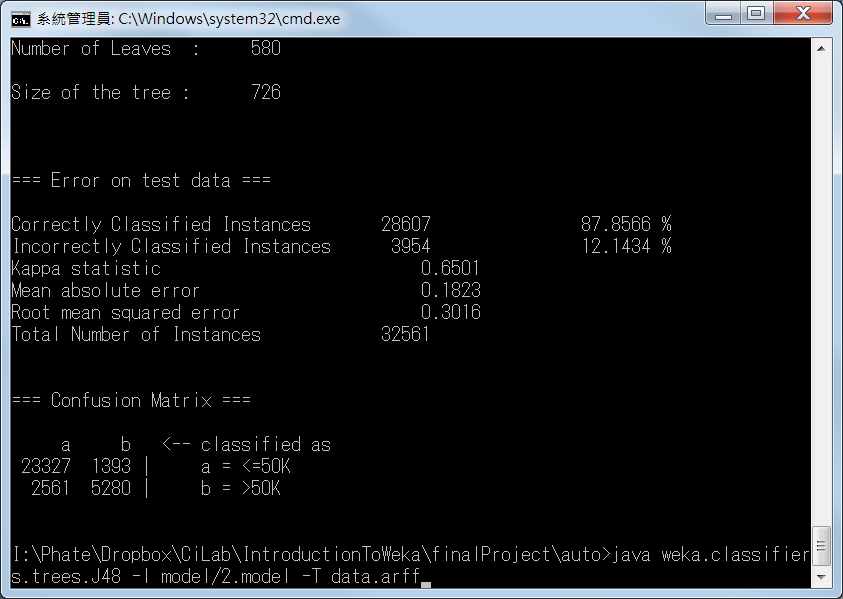 系統管理員: C:\Windows\system32\cmd.exe
Number of Leaves  :     580
Size of the tree :      726
=== Error on test data ===
Correctly Classified Instances       28607               87.8566 %
Incorrectly Classified Instances      3954               12.1434 %
Kappa statistic                          0.6501
Mean absolute error                      0.1823
Root mean squared error                  0.3016
Total Number of Instances            32561
=== Confusion Matrix ===
     a     b   <-- classified as
 23327  1393 |     a = <=50K
  2561  5280 |     b = >50K
I:\Phate\Dropbox\CiLab\IntroductionToWeka\finalProject\auto>java weka.classifier
s.trees.J48 -l model/2.model -T data.arff_